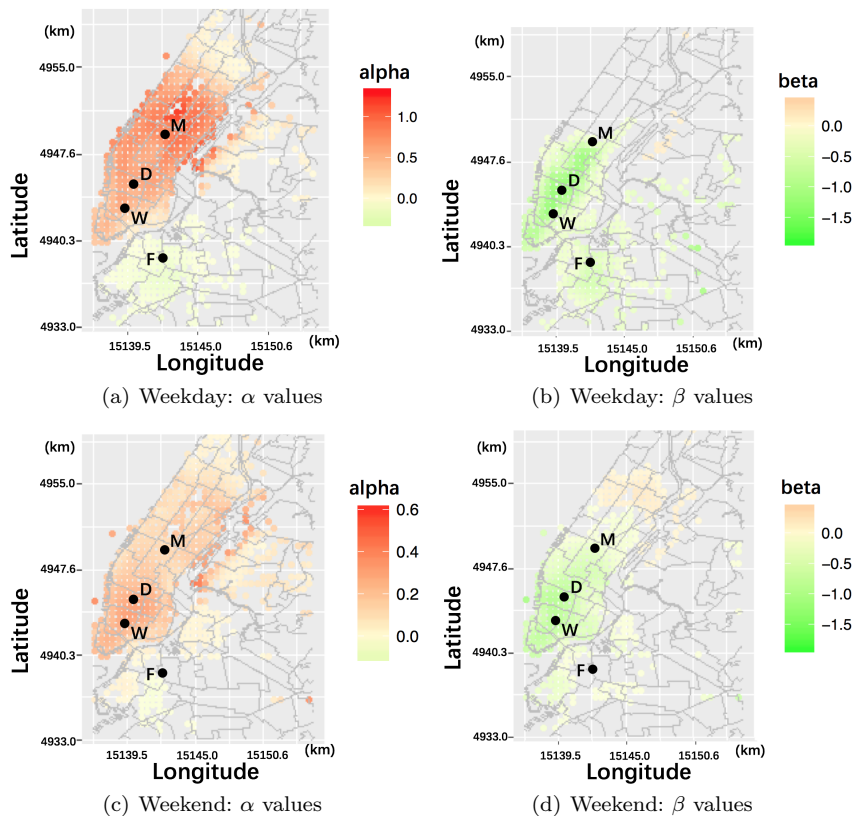 (km)
4955.0
4947.6
4940.3
4933.0
Latitude
M
D
W
F
15139.5 15145.0 15150.6 (km)
Longitude
alpha
1.0
0.5
0.0
(a) Weekday: α values
(km)
4955.0
4947.6
4940.3
4933.0
Latitude
M
D
W
F
15139.5 15145.0 15150.6 (km)
Longitude
beta
0.0
−0.5
−1.0
−1.5
(b) Weekday: β values
(km)
4955.0
4947.6
4940.3
4933.0
Latitude
M
D
W
F
15139.5 15145.0 15150.6 (km)
Longitude
alpha
0.6
0.4
0.2
0.0
(c) Weekend: α values
(km)
4955.0
4947.6
4940.3
4933.0
Latitude
M
D
W
F
15139.5 15145.0 15150.6 (km)
Longitude
beta
0.0
−0.5
−1.0
−1.5
(d) Weekend: β values